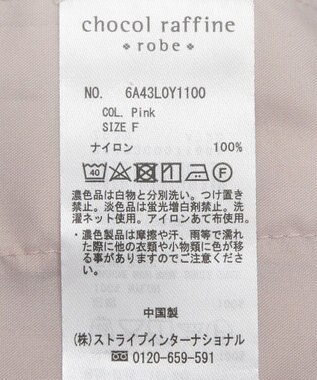 chocol raffine
robe
NO. 6A43L0Y1100
COL. Pink
SIZE F
ナイロン 100%
40
濃色品は白物と分別洗い。つけ置き
禁止。淡色品は蛍光増白剤禁止。洗
濯ネット使用。アイロンあて布使用。
・濃色製品は摩擦や汗、雨等で濡れ
た際に他の衣類や小物類に色が移
る事がありますのでご注意下さい。
中国製
(株)ストライプインターナショナル
0120-659-591